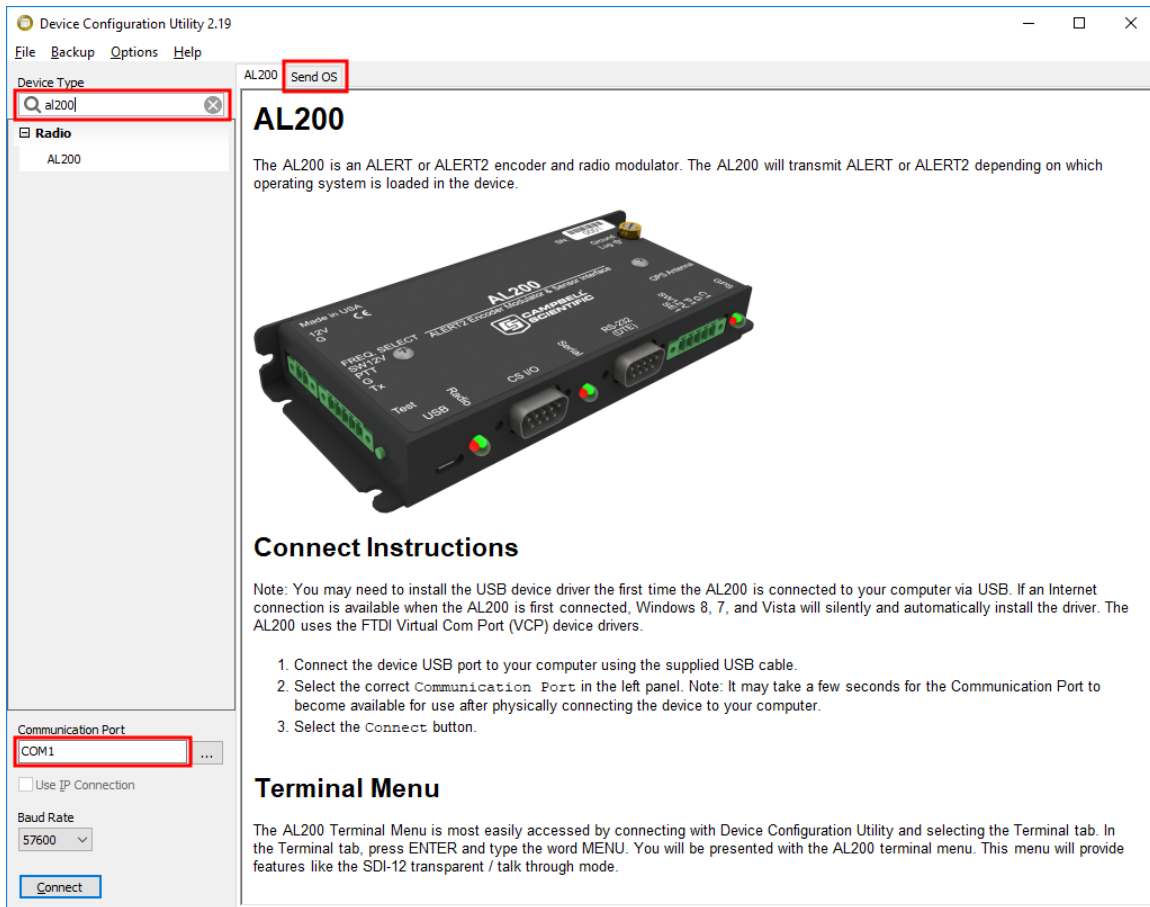 Device Configuration Utility 2.19
File Backup Options Help
Device Type
al200
Radio
AL200
AL200 Send OS
AL200
The AL200 is an ALERT or ALERT2 encoder and radio modulator. The AL200 will transmit ALERT or ALERT2 depending on which
operating system is loaded in the device.
SN
0001
Ground
Lug
Made in USA
CE
12V
G
AL200
ALERT2 Encoder Modulator & Sensor Interface
CAMPBELL
SCIENTIFIC
GPS Antenna
GPS
FREQ. SELECT
SW12V
PTT
G
Tx
Test
USB
Radio
CS I/O
Serial
RS-232
(DTE)
Connect Instructions
Note: You may need to install the USB device driver the first time the AL200 is connected to your computer via USB. If an Internet
connection is available when the AL200 is first connected, Windows 8, 7, and Vista will silently and automatically install the driver. The
AL200 uses the FTDI Virtual Com Port (VCP) device drivers.
1. Connect the device USB port to your computer using the supplied USB cable.
2. Select the correct Communication Port in the left panel. Note: It may take a few seconds for the Communication Port to
become available for use after physically connecting the device to your computer.
3. Select the Connect button.
Communication Port
COM1
...
Use IP Connection
Baud Rate
57600
Connect
Terminal Menu
The AL200 Terminal Menu is most easily accessed by connecting with Device Configuration Utility and selecting the Terminal tab. In
the Terminal tab, press ENTER and type the word MENU. You will be presented with the AL200 terminal menu. This menu will provide
features like the SDI-12 transparent / talk through mode.